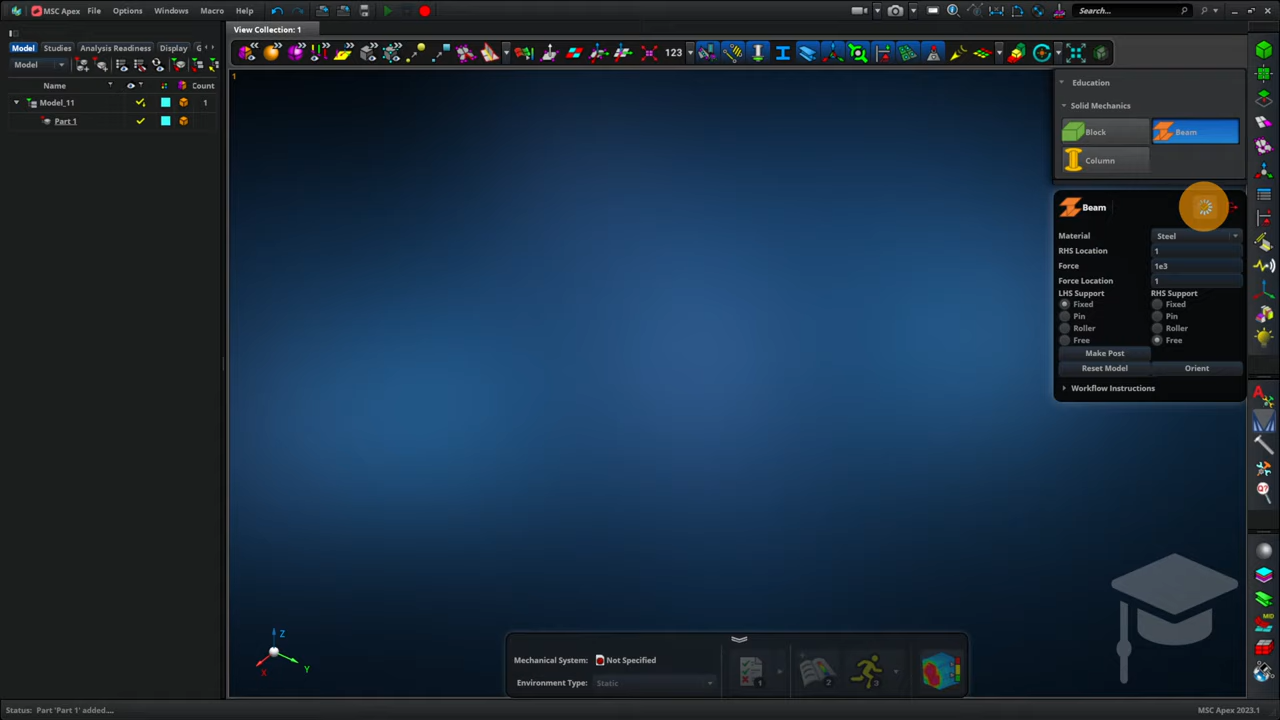 MSC Apex File Options Windows Macro Help Search...
View Collection: 1
Model Studies Analysis Readiness Display
Model
Name Count
Model_11 1
Part 1
123
1
Education
Solid Mechanics
Block Beam
Column
Beam
Material Steel
RHS Location 1
Force 1e3
Force Location 1
LHS Support RHS Support
Fixed Fixed
Pin Pin
Roller Roller
Free Free
Make Post
Reset Model Orient
Workflow Instructions
Z
Y
X
Mechanical System: Not Specified
Environment Type: Static
1 2 3
MID
Status: Part 'Part 1' added.... MSC Apex 2023.1